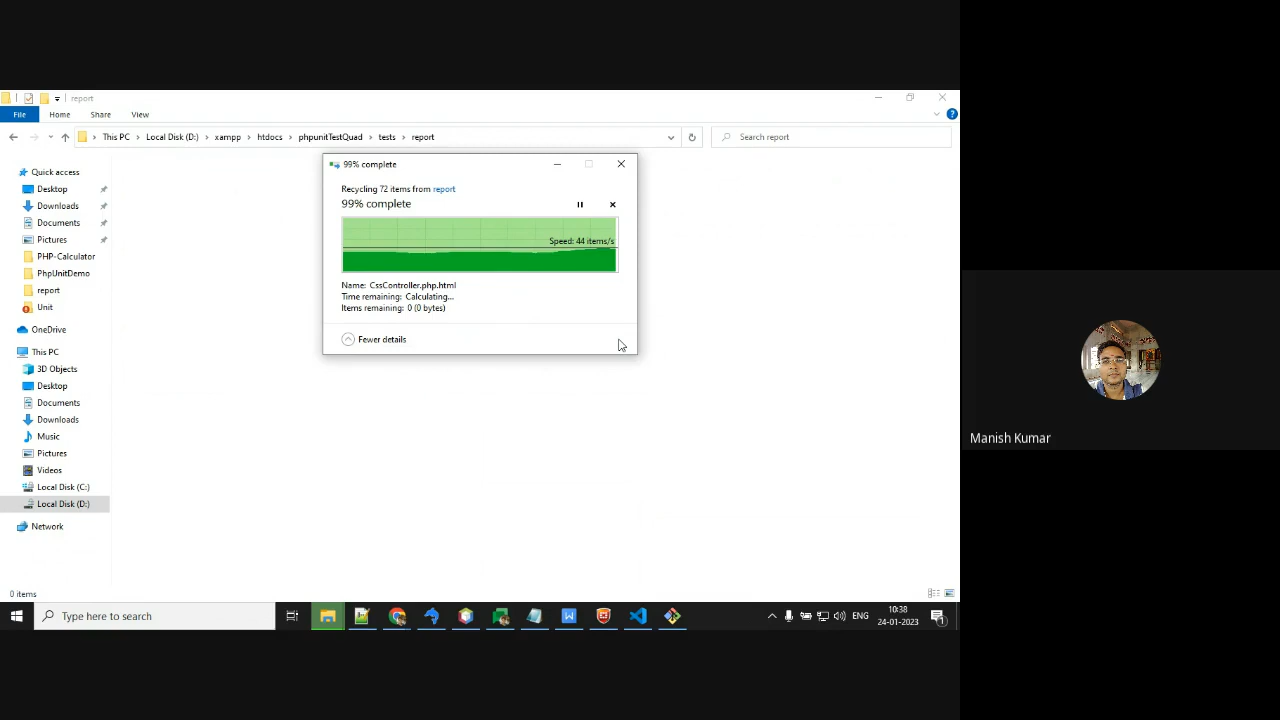 report
File
Home
Share
View
This PC
Local Disk (D:)
xampp
htdocs
phpunitTestQuad
tests
report
Search report
Quick access
Desktop
Downloads
Documents
Pictures
PHP-Calculator
PhpUnitDemo
report
Unit
OneDrive
This PC
3D Objects
Desktop
Documents
Downloads
Music
Pictures
Videos
Local Disk (C:)
Local Disk (D:)
Network
0 items
99% complete
Recycling 72 items from report
99% complete
Speed: 44 items/s
Name: CssController.php.html
Time remaining: Calculating...
Items remaining: 0 (0 bytes)
Fewer details
Manish Kumar
Type here to search
ENG
10:38
24-01-2023
1